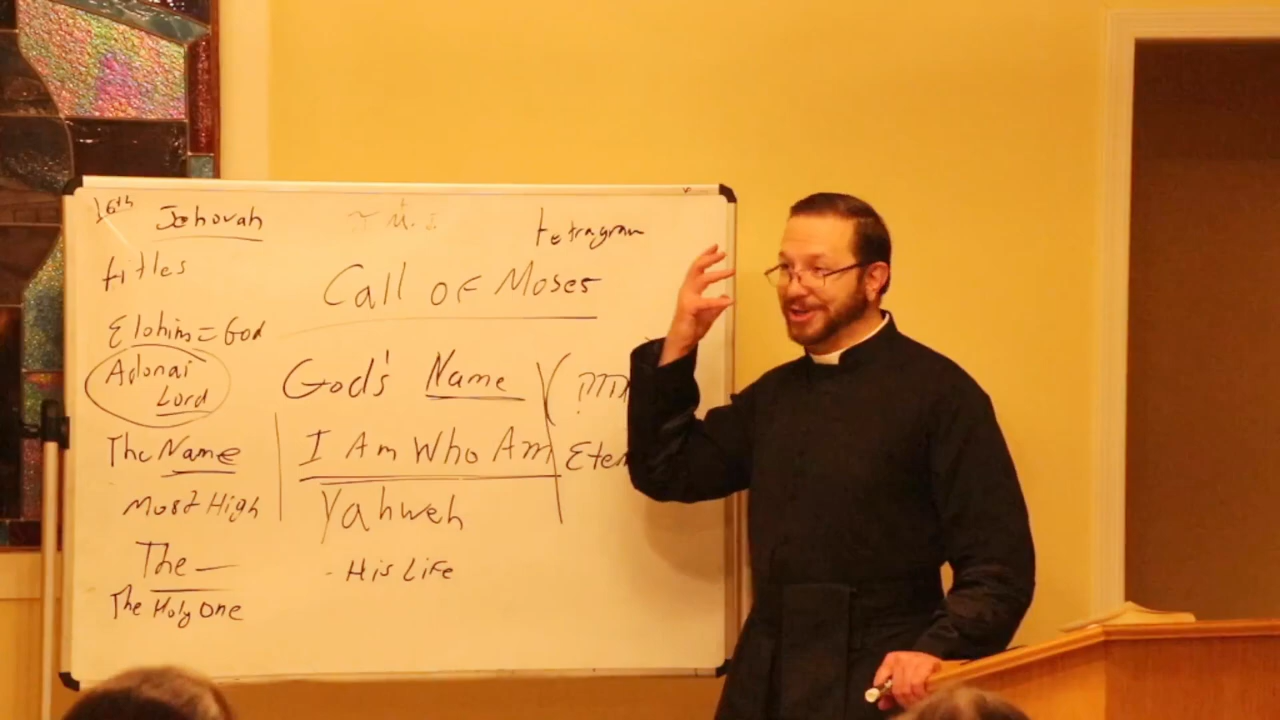 16th Jehovah
tetragram
titles
Call of Moses
Elohim = God
Adonai
Lord
God's Name
The Name
I Am Who Am
Most High
Yahweh
The —
- His Life
The Holy One